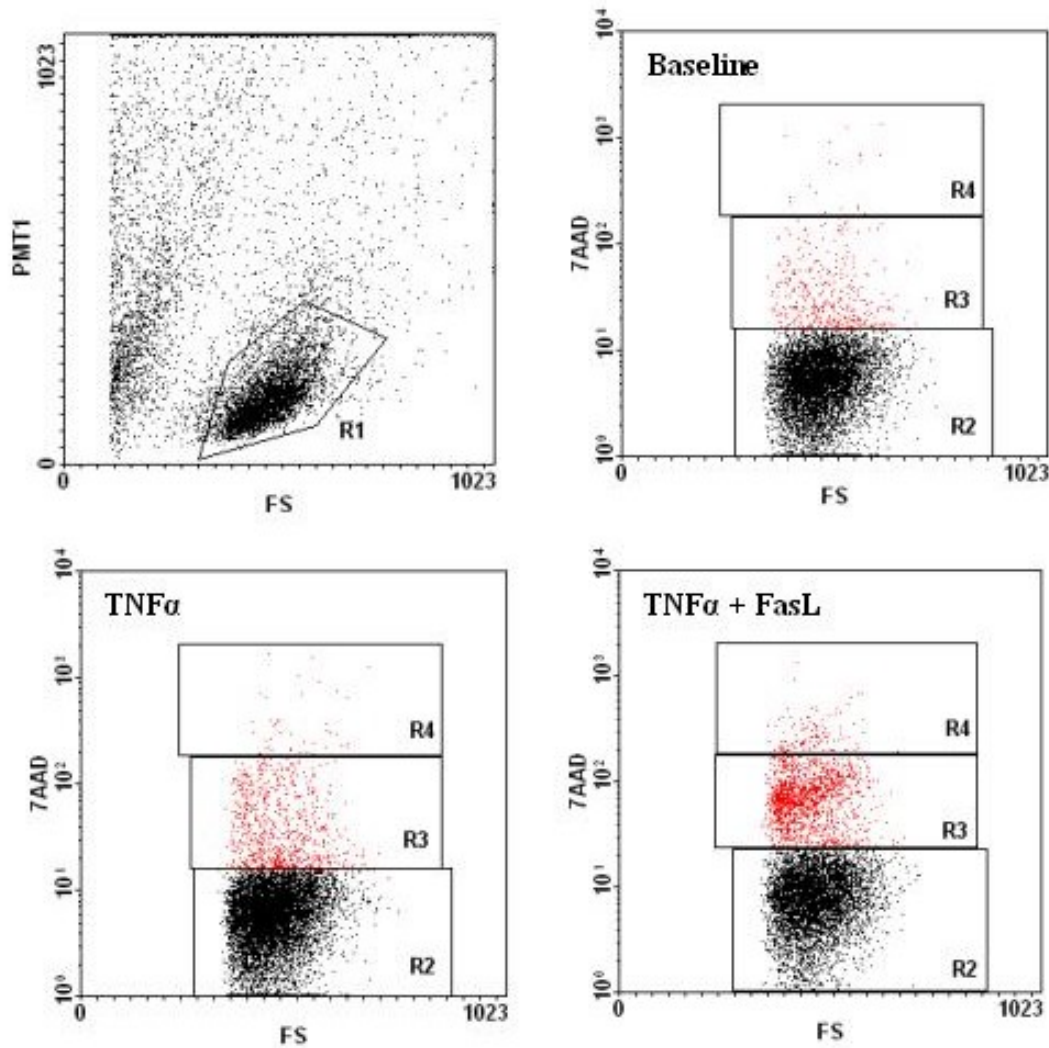 1023
PMT1
R1
0
0
1023
FS
10⁴
Baseline
10³
R4
7AAD
10²
R3
10¹
R2
10⁰
0
1023
FS
10⁴
TNFα
10³
R4
7AAD
10²
R3
10¹
R2
10⁰
0
1023
FS
10⁴
TNFα + FasL
10³
R4
7AAD
10²
R3
10¹
R2
10⁰
0
1023
FS